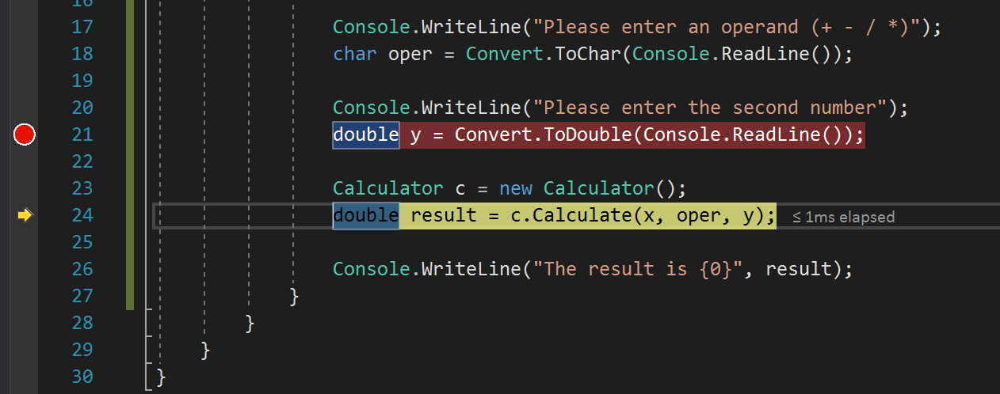 16
17 Console.WriteLine("Please enter an operand (+ - / *)");
18 char oper = Convert.ToChar(Console.ReadLine());
19
20 Console.WriteLine("Please enter the second number");
21 double y = Convert.ToDouble(Console.ReadLine());
22
23 Calculator c = new Calculator();
24 double result = c.Calculate(x, oper, y); ≤ 1ms elapsed
25
26 Console.WriteLine("The result is {0}", result);
27 }
28 }
29 }
30 }